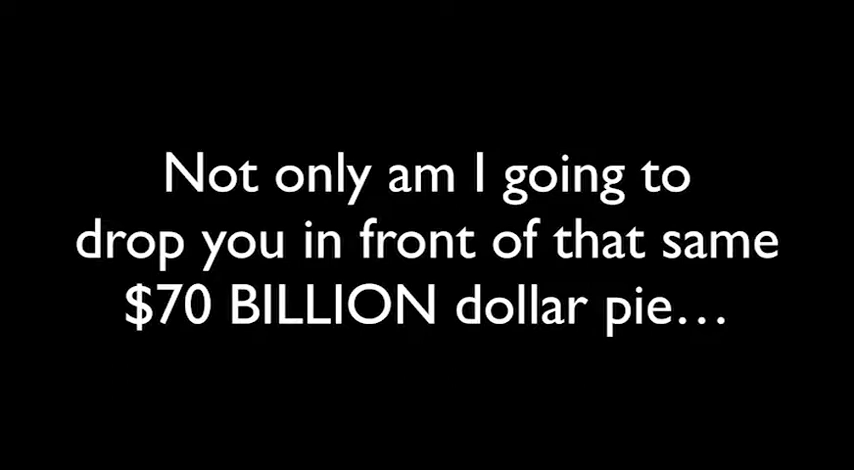 Not only am I going to
drop you in front of that same
$70 BILLION dollar pie…